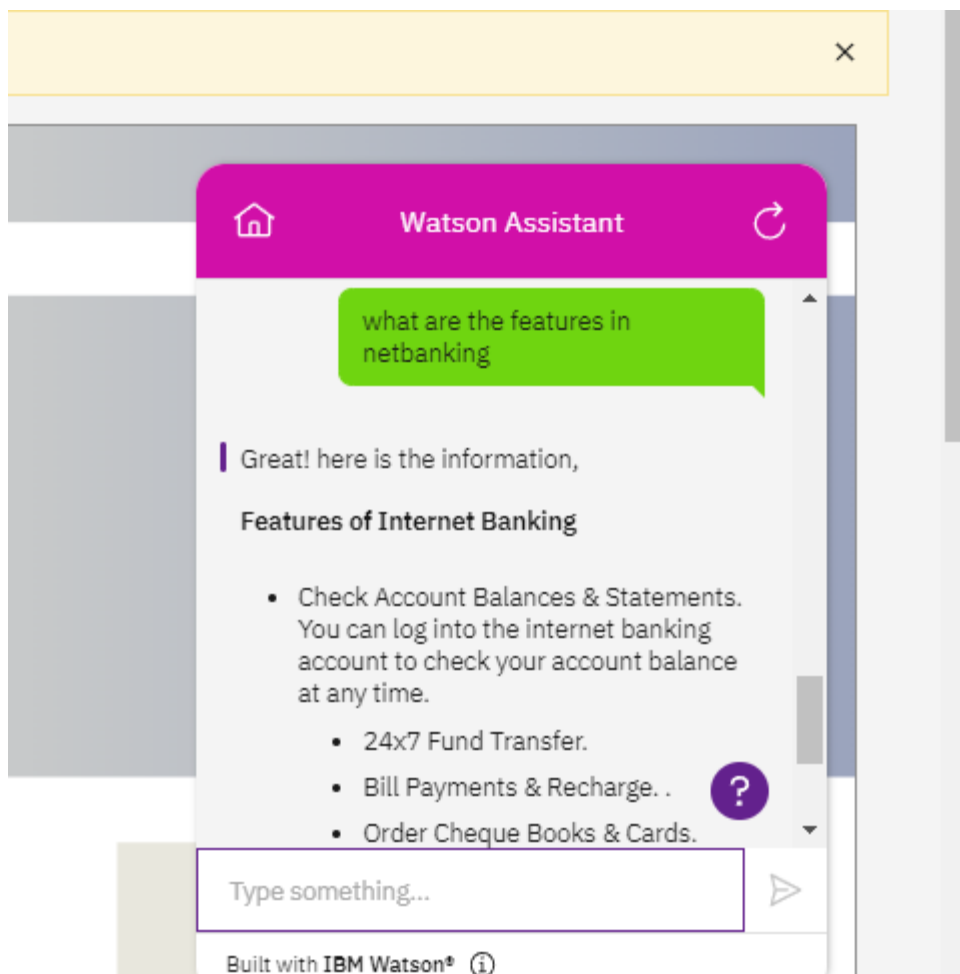 Watson Assistant
what are the features in
netbanking
Great! here is the information,
Features of Internet Banking
• Check Account Balances & Statements.
You can log into the internet banking
account to check your account balance
at any time.
• 24x7 Fund Transfer.
• Bill Payments & Recharge. .
?
• Order Cheque Books & Cards.
Type something...
Built with IBM Watson®